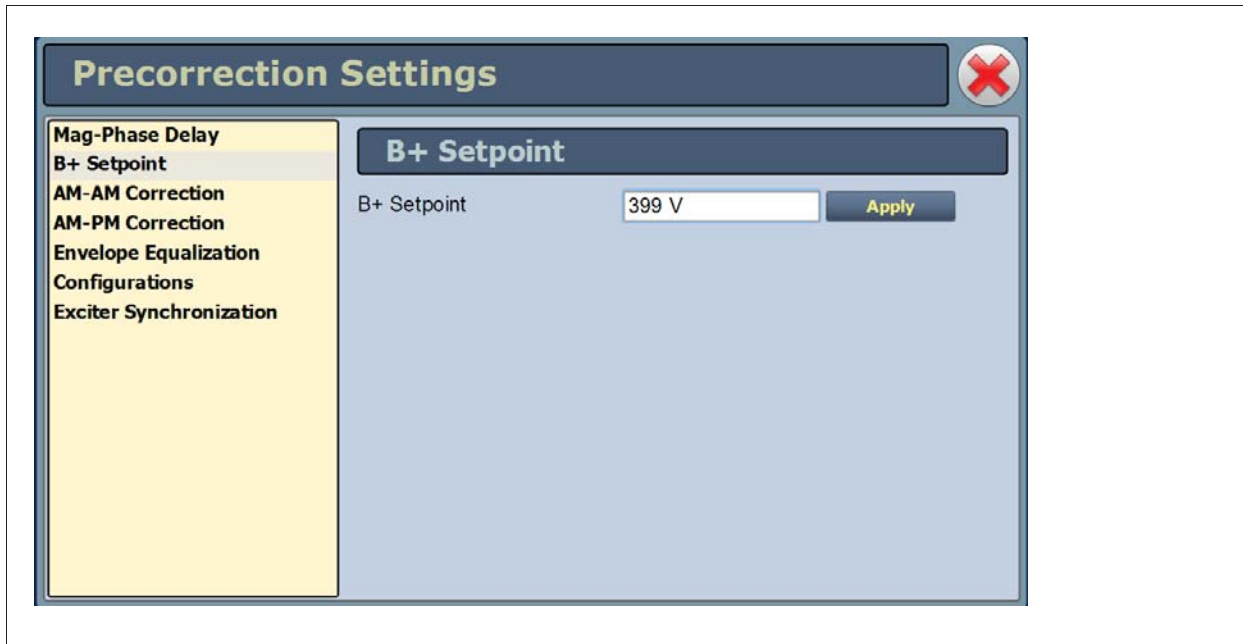 Precorrection Settings
Mag-Phase Delay
B+ Setpoint
AM-AM Correction
AM-PM Correction
Envelope Equalization
Configurations
Exciter Synchronization
B+ Setpoint
B+ Setpoint 399 V Apply